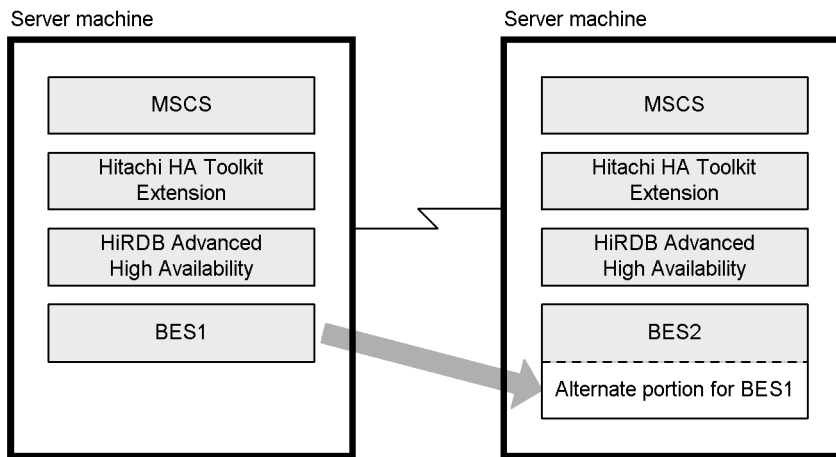 Server machine
MSCS
Hitachi HA Toolkit
Extension
HiRDB Advanced
High Availability
BES1
Server machine
MSCS
Hitachi HA Toolkit
Extension
HiRDB Advanced
High Availability
BES2
Alternate portion for BES1